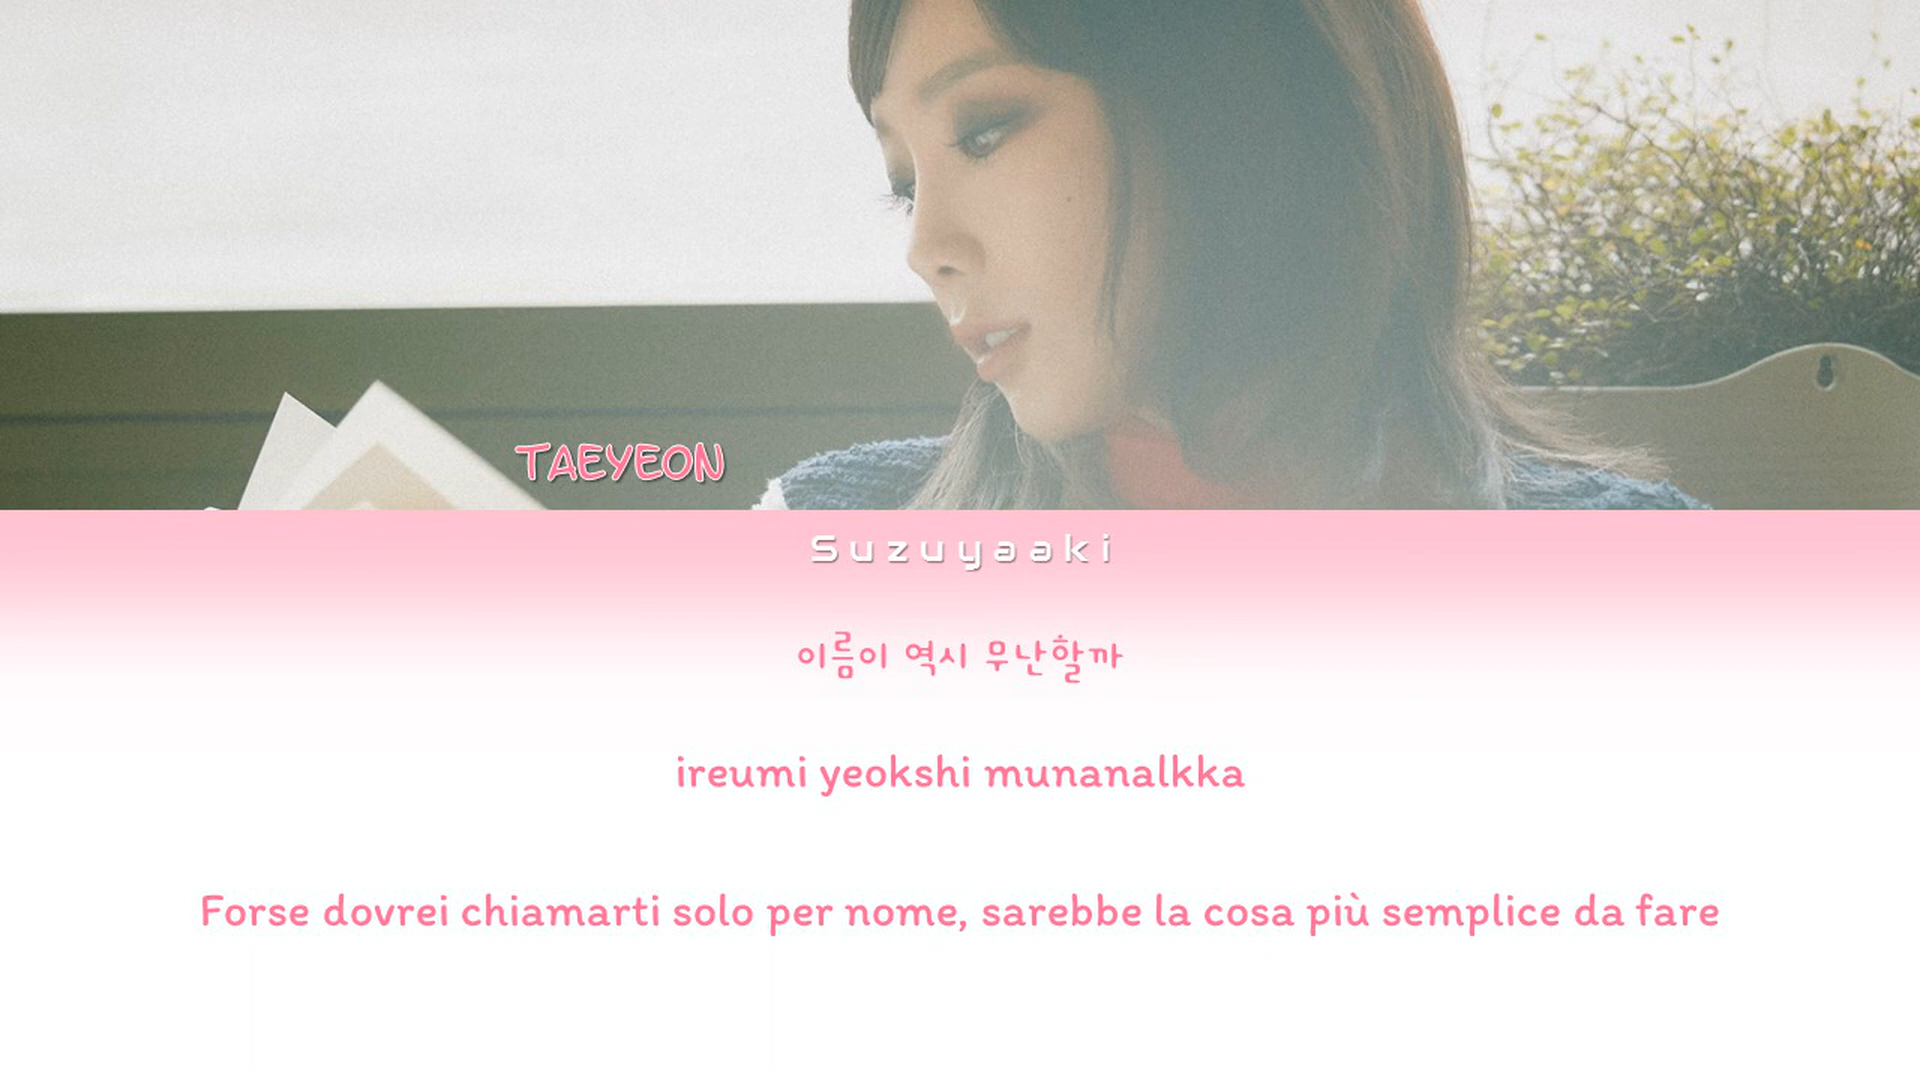 TAEYEON
Suzuyaaki
이름이 역시 무난할까
ireumi yeokshi munanalkka
Forse dovrei chiamarti solo per nome, sarebbe la cosa più semplice da fare